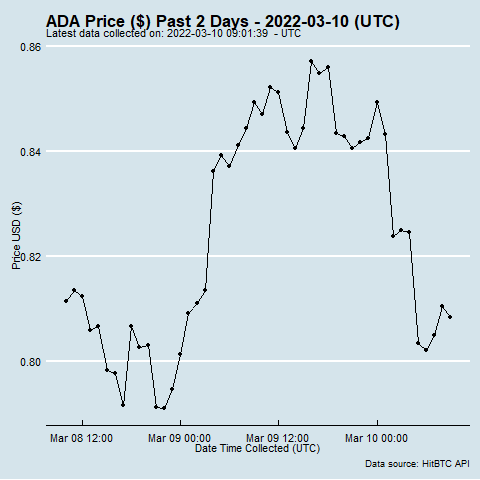 ADA Price ($) Past 2 Days - 2022-03-10 (UTC)
Latest data collected on: 2022-03-10 09:01:39  - UTC
0.86
0.84
0.82
0.80
Price USD ($)
Mar 08 12:00 Mar 09 00:00 Mar 09 12:00 Mar 10 00:00
Date Time Collected (UTC)
Data source: HitBTC API